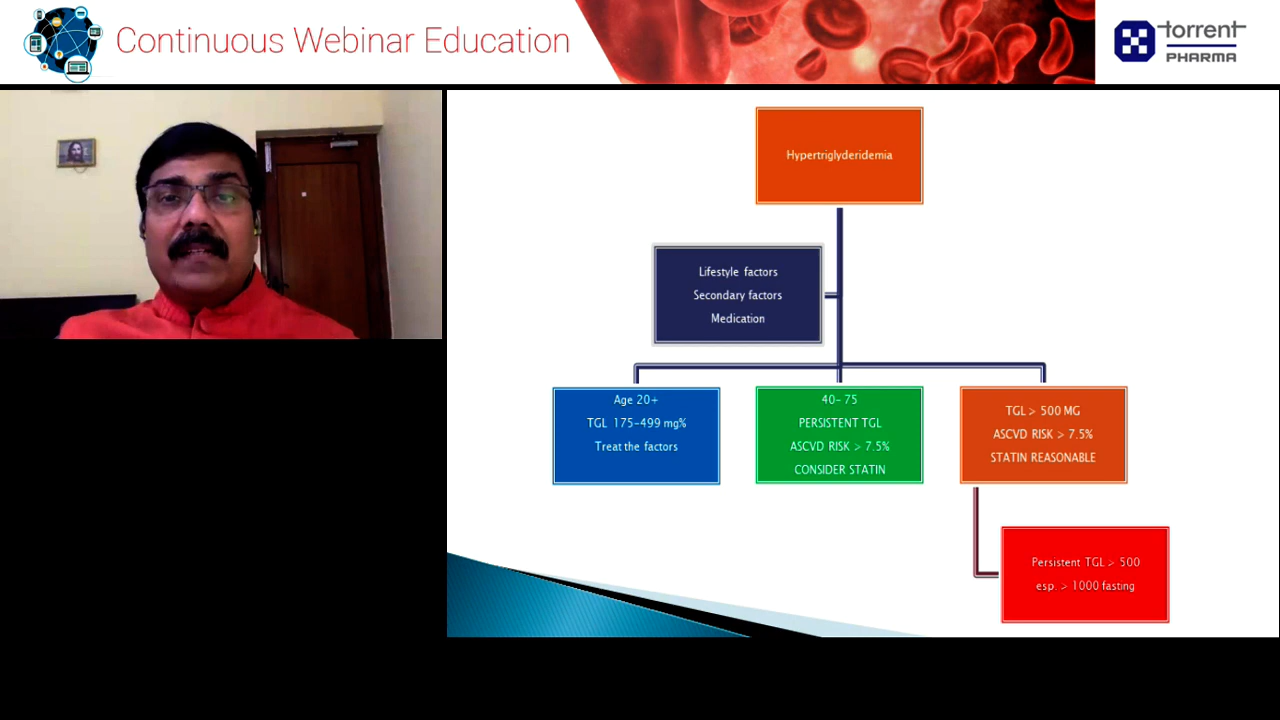 Continuous Webinar Education
torrent
PHARMA
Hypertriglyderidemia
Lifestyle factors
Secondary factors
Medication
Age 20+
TGL 175-499 mg%
Treat the factors
40- 75
PERSISTENT TGL
ASCVD RISK > 7.5%
CONSIDER STATIN
TGL > 500 MG
ASCVD RISK > 7.5%
STATIN REASONABLE
Persistent TGL > 500
esp. > 1000 fasting